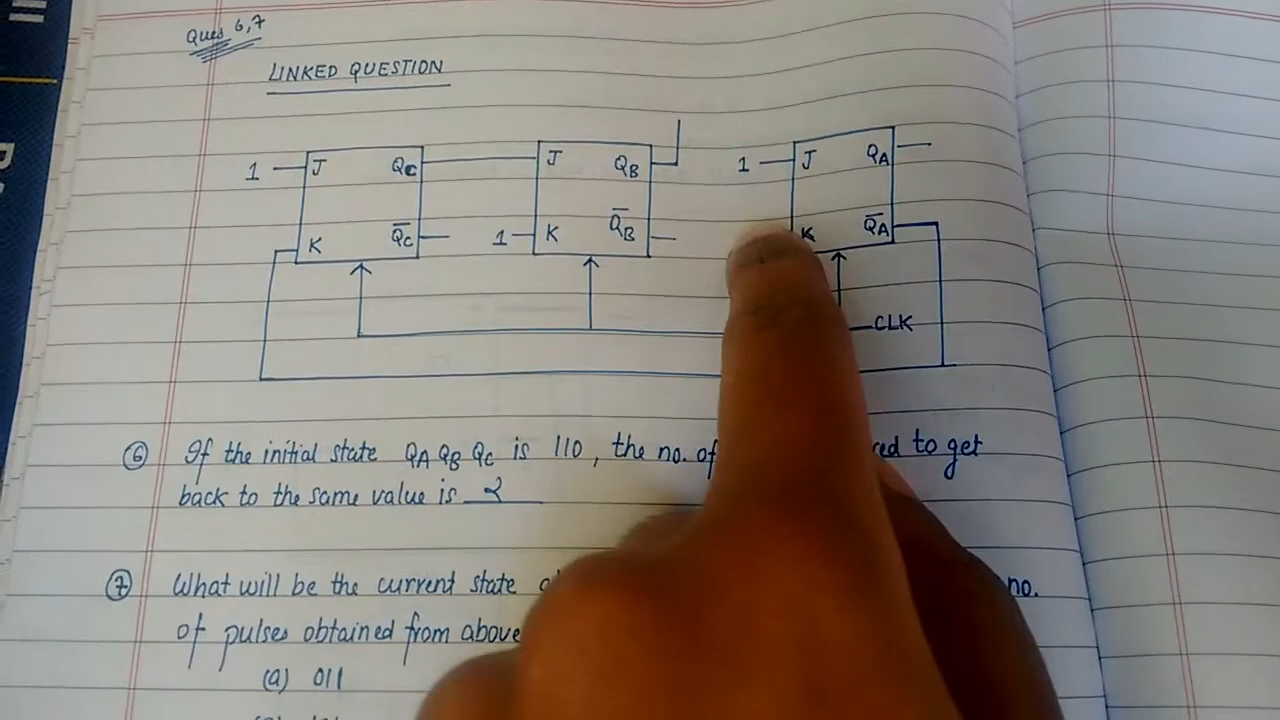 Ques 6,7
LINKED QUESTION
1 J QC J QB 1 J QA
K Q̅C 1 K Q̅B K Q̅A
CLK
⑥ If the initial state QA QB QC is 110, the no. of to get
back to the same value is 2
⑦ What will be the current state no.
of pulses obtained from above
(a) 011